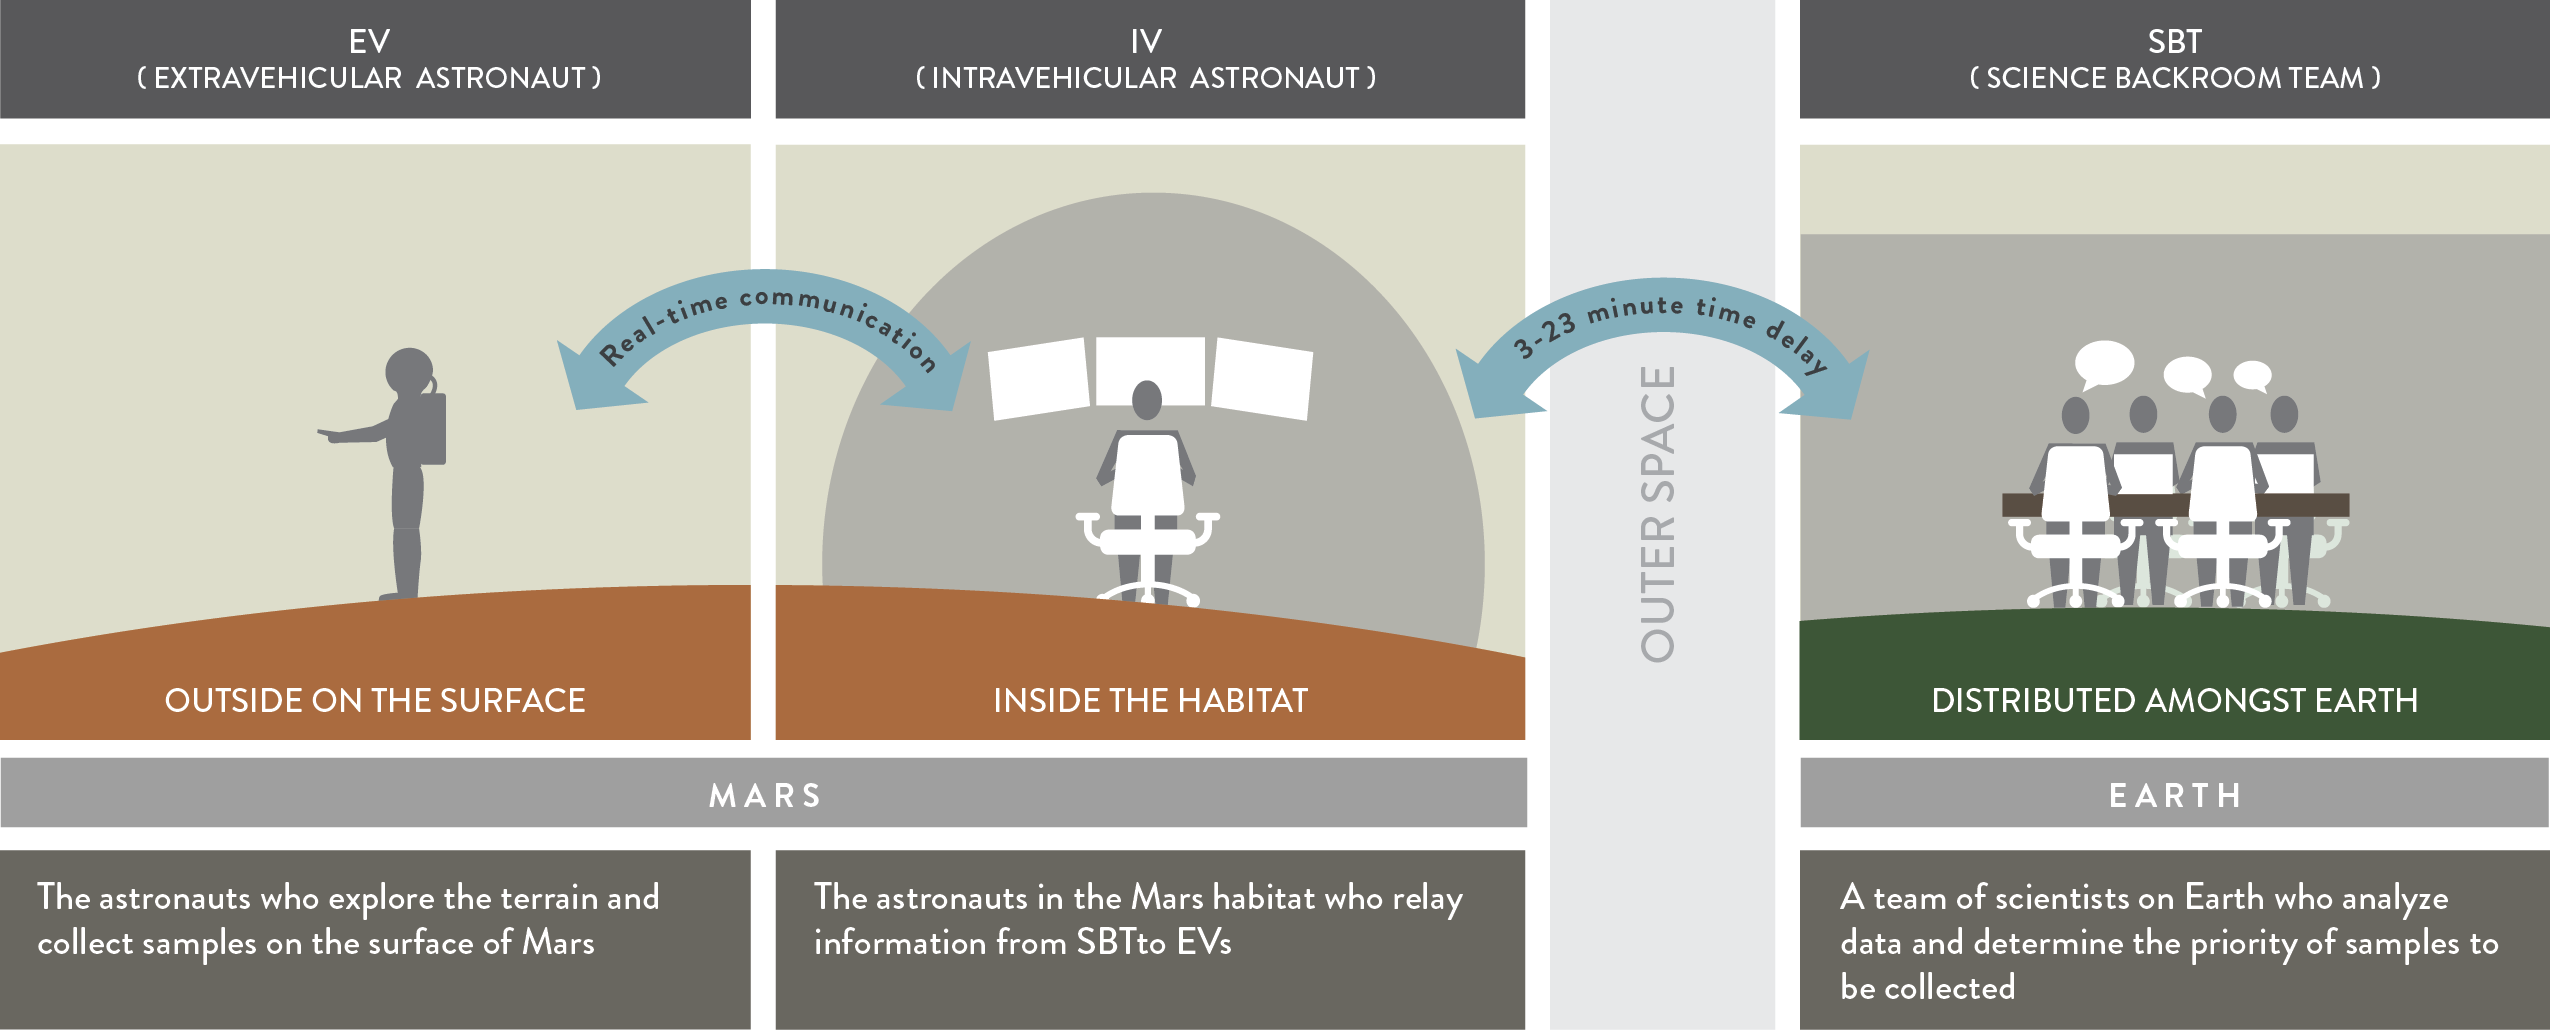 EV
( EXTRAVEHICULAR ASTRONAUT )
IV
( INTRAVEHICULAR ASTRONAUT )
SBT
( SCIENCE BACKROOM TEAM )
Real-time communication
3-23 minute time delay
OUTER SPACE
OUTSIDE ON THE SURFACE
INSIDE THE HABITAT
DISTRIBUTED AMONGST EARTH
MARS
EARTH
The astronauts who explore the terrain and
collect samples on the surface of Mars
The astronauts in the Mars habitat who relay
information from SBTto EVs
A team of scientists on Earth who analyze
data and determine the priority of samples to
be collected